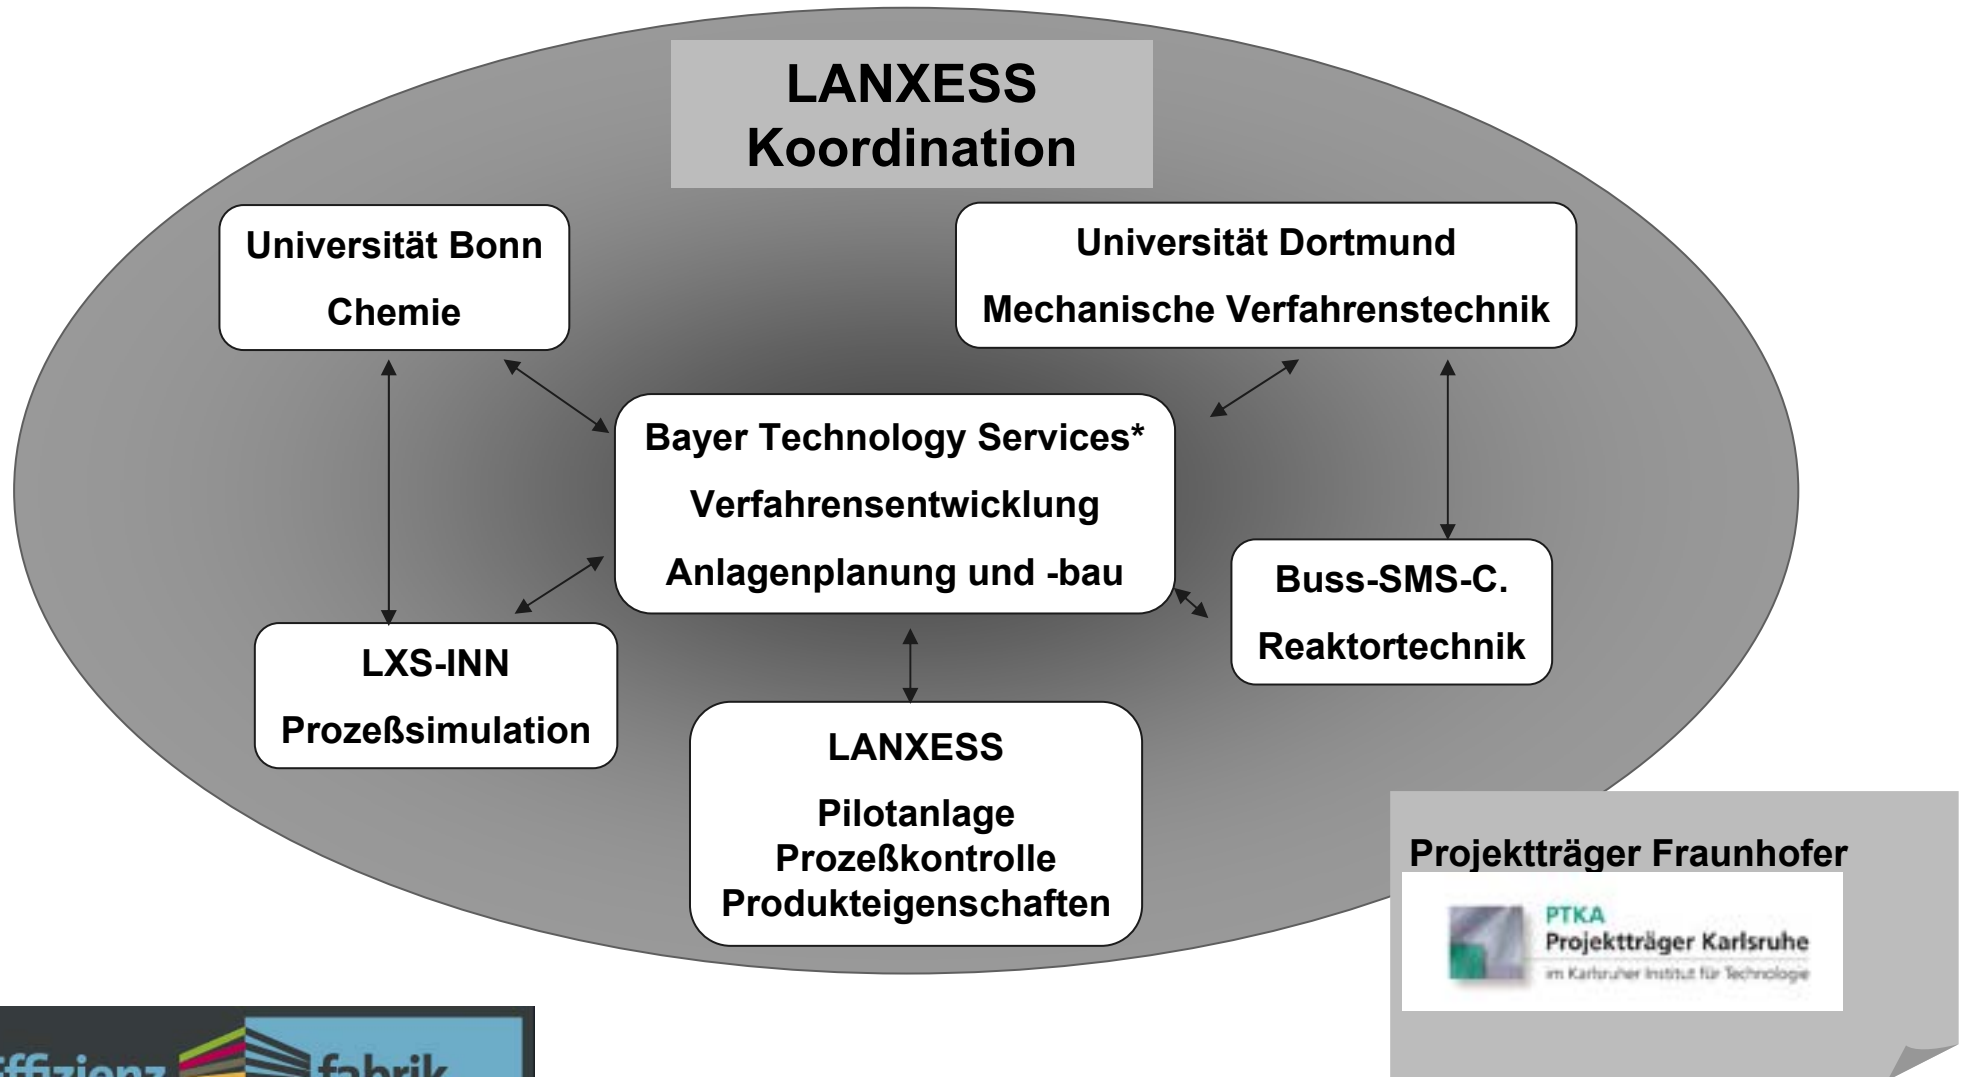 LANXESS
Koordination
Universität Bonn
Chemie
Universität Dortmund
Mechanische Verfahrenstechnik
Bayer Technology Services*
Verfahrensentwicklung
Anlagenplanung und -bau
Buss-SMS-C.
Reaktortechnik
LXS-INN
Prozeßsimulation
LANXESS
Pilotanlage
Prozeßkontrolle
Produkteigenschaften
Projektträger Fraunhofer
PTKA
Projektträger Karlsruhe
im Karlsruher Institut für Technologie
Effizienz fabrik